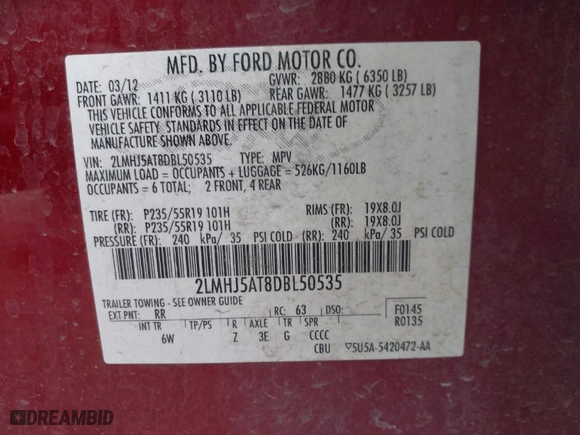 MFD. BY FORD MOTOR CO.
DATE: 03/12 GVWR: 2880 KG ( 6350 LB)
FRONT GAWR: 1411 KG ( 3110 LB) REAR GAWR: 1477 KG ( 3257 LB)
THIS VEHICLE CONFORMS TO ALL APPLICABLE FEDERAL MOTOR
VEHICLE SAFETY STANDARDS IN EFFECT ON THE DATE OF
MANUFACTURE SHOWN ABOVE.
VIN: 2LMHJ5AT8DBL50535 TYPE: MPV
MAXIMUM LOAD = OCCUPANTS + LUGGAGE = 526KG/1160LB
OCCUPANTS = 6 TOTAL; 2 FRONT, 4 REAR
TIRE (FR): P235/55R19 101H RIMS (FR): 19X8.0J
(RR): P235/55R19 101H (RR): 19X8.0J
PRESSURE (FR): 240 kPa/ 35 PSI COLD (RR): 240 kPa/ 35 PSI COLD
2LMHJ5AT8DBL50535
TRAILER TOWING - SEE OWNER GUIDE
EXT PNT: RR RC: 63 DSO: F0145
R0135
INT TR TP/PS R AXLE TR SPR
6W Z 3E G CCCC
CBU 5U5A-5420472-AA
DREAMBID